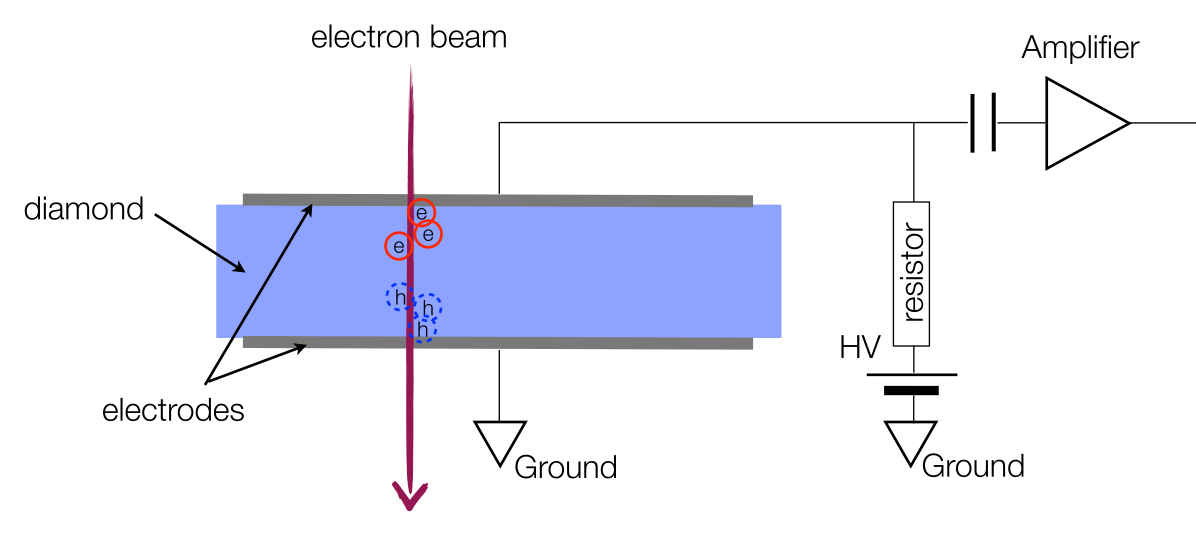 electron beam
Amplifier
diamond
e
e
e
h
h
h
resistor
HV
electrodes
Ground
Ground